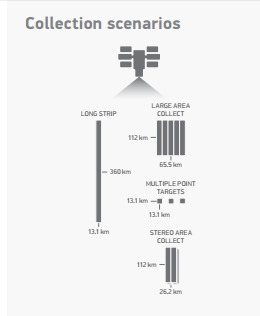 Collection scenarios
LONG STRIP
360 km
13.1 km
LARGE AREA
COLLECT
112 km
65.5 km
MULTIPLE POINT
TARGETS
13.1 km
13.1 km
STEREO AREA
COLLECT
112 km
26.2 km